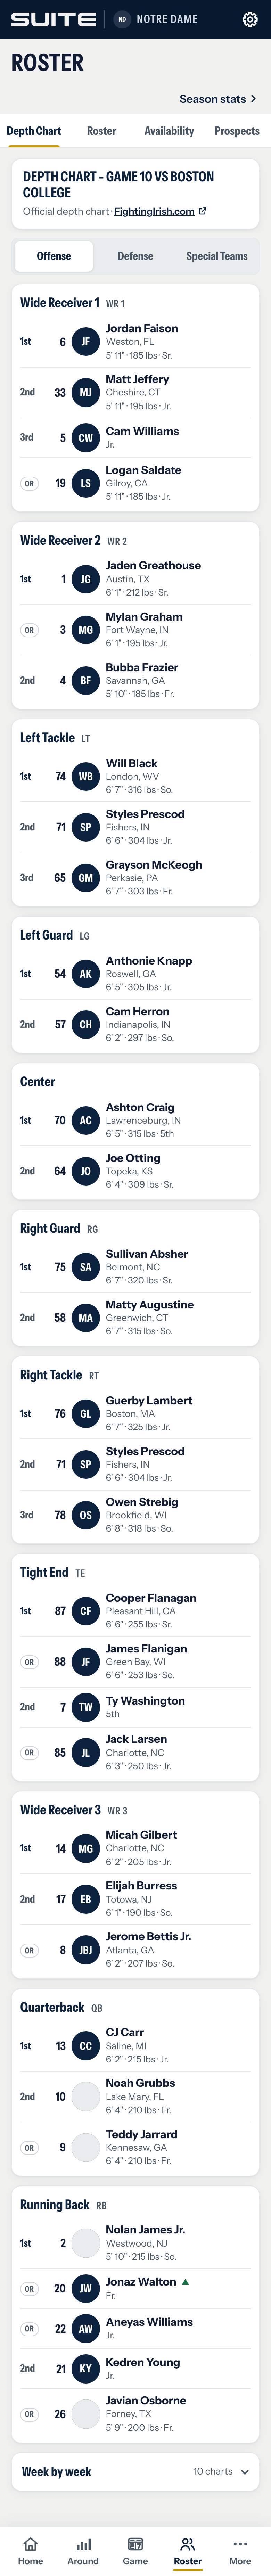 SUITE ND NOTRE DAME
ROSTER
Season stats
Depth Chart Roster Availability Prospects
DEPTH CHART - GAME 10 VS BOSTON
COLLEGE
Official depth chart · FightingIrish.com
Offense Defense Special Teams
Wide Receiver 1 WR 1
1st 6 JF Jordan Faison
Weston, FL
5' 11" · 185 lbs · Sr.
2nd 33 MJ Matt Jeffery
Cheshire, CT
5' 11" · 195 lbs · Jr.
3rd 5 CW Cam Williams
Jr.
OR 19 LS Logan Saldate
Gilroy, CA
5' 11" · 185 lbs · Jr.
Wide Receiver 2 WR 2
1st 1 JG Jaden Greathouse
Austin, TX
6' 1" · 212 lbs · Sr.
OR 3 MG Mylan Graham
Fort Wayne, IN
6' 1" · 195 lbs · Jr.
2nd 4 BF Bubba Frazier
Savannah, GA
5' 10" · 185 lbs · Fr.
Left Tackle LT
1st 74 WB Will Black
London, WV
6' 7" · 316 lbs · So.
2nd 71 SP Styles Prescod
Fishers, IN
6' 6" · 304 lbs · Jr.
3rd 65 GM Grayson McKeogh
Perkasie, PA
6' 7" · 303 lbs · Fr.
Left Guard LG
1st 54 AK Anthonie Knapp
Roswell, GA
6' 5" · 305 lbs · Jr.
2nd 57 CH Cam Herron
Indianapolis, IN
6' 2" · 297 lbs · So.
Center
1st 70 AC Ashton Craig
Lawrenceburg, IN
6' 5" · 315 lbs · 5th
2nd 64 JO Joe Otting
Topeka, KS
6' 4" · 309 lbs · Sr.
Right Guard RG
1st 75 SA Sullivan Absher
Belmont, NC
6' 7" · 320 lbs · Sr.
2nd 58 MA Matty Augustine
Greenwich, CT
6' 7" · 315 lbs · So.
Right Tackle RT
1st 76 GL Guerby Lambert
Boston, MA
6' 7" · 325 lbs · Jr.
2nd 71 SP Styles Prescod
Fishers, IN
6' 6" · 304 lbs · Jr.
3rd 78 OS Owen Strebig
Brookfield, WI
6' 8" · 318 lbs · So.
Tight End TE
1st 87 CF Cooper Flanagan
Pleasant Hill, CA
6' 6" · 255 lbs · Sr.
OR 88 JF James Flanigan
Green Bay, WI
6' 6" · 253 lbs · So.
2nd 7 TW Ty Washington
5th
OR 85 JL Jack Larsen
Charlotte, NC
6' 3" · 250 lbs · Jr.
Wide Receiver 3 WR 3
1st 14 MG Micah Gilbert
Charlotte, NC
6' 2" · 205 lbs · Jr.
2nd 17 EB Elijah Burress
Totowa, NJ
6' 1" · 190 lbs · So.
OR 8 JBJ Jerome Bettis Jr.
Atlanta, GA
6' 2" · 207 lbs · So.
Quarterback QB
1st 13 CC CJ Carr
Saline, MI
6' 2" · 215 lbs · Jr.
2nd 10 Noah Grubbs
Lake Mary, FL
6' 4" · 210 lbs · Fr.
OR 9 Teddy Jarrard
Kennesaw, GA
6' 4" · 210 lbs · Fr.
Running Back RB
1st 2 Nolan James Jr.
Westwood, NJ
5' 10" · 215 lbs · So.
OR 20 JW Jonaz Walton
Fr.
OR 22 AW Aneyas Williams
Jr.
2nd 21 KY Kedren Young
Jr.
OR 26 Javian Osborne
Forney, TX
5' 9" · 200 lbs · Fr.
Week by week 10 charts
Home Around Game Roster More